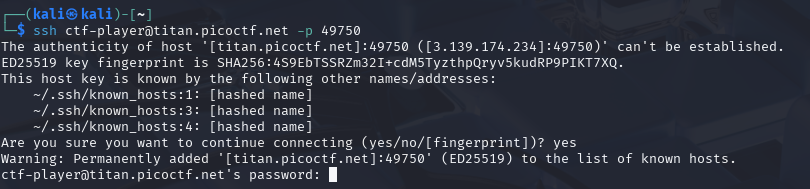 ┌──(kali㉿kali)-[~]
└─$ ssh ctf-player@titan.picoctf.net -p 49750
The authenticity of host '[titan.picoctf.net]:49750 ([3.139.174.234]:49750)' can't be established.
ED25519 key fingerprint is SHA256:4S9EbTSSRZm32I+cdM5TyzthpQryv5kudRP9PIKT7XQ.
This host key is known by the following other names/addresses:
    ~/.ssh/known_hosts:1: [hashed name]
    ~/.ssh/known_hosts:3: [hashed name]
    ~/.ssh/known_hosts:4: [hashed name]
Are you sure you want to continue connecting (yes/no/[fingerprint])? yes
Warning: Permanently added '[titan.picoctf.net]:49750' (ED25519) to the list of known hosts.
ctf-player@titan.picoctf.net's password: